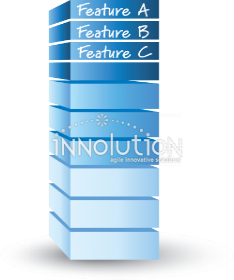 Feature A
Feature B
Feature C
iNNOLUTION
agile innovative solutions